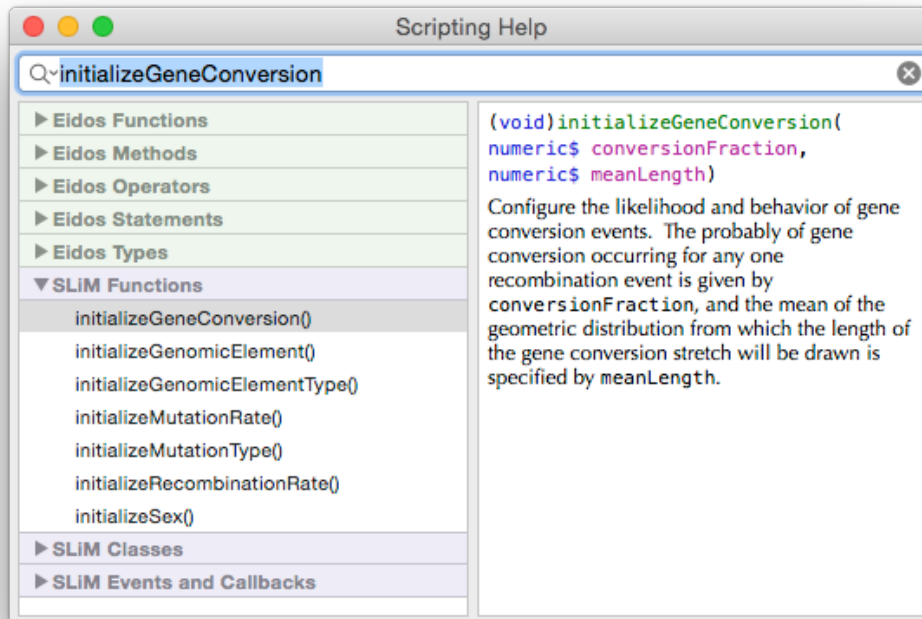 Scripting Help
initializeGeneConversion
Eidos Functions
Eidos Methods
Eidos Operators
Eidos Statements
Eidos Types
SLiM Functions
initializeGeneConversion()
initializeGenomicElement()
initializeGenomicElementType()
initializeMutationRate()
initializeMutationType()
initializeRecombinationRate()
initializeSex()
SLiM Classes
SLiM Events and Callbacks
(void)initializeGeneConversion(
numeric$ conversionFraction,
numeric$ meanLength)
Configure the likelihood and behavior of gene
conversion events. The probably of gene
conversion occurring for any one
recombination event is given by
conversionFraction, and the mean of the
geometric distribution from which the length of
the gene conversion stretch will be drawn is
specified by meanLength.